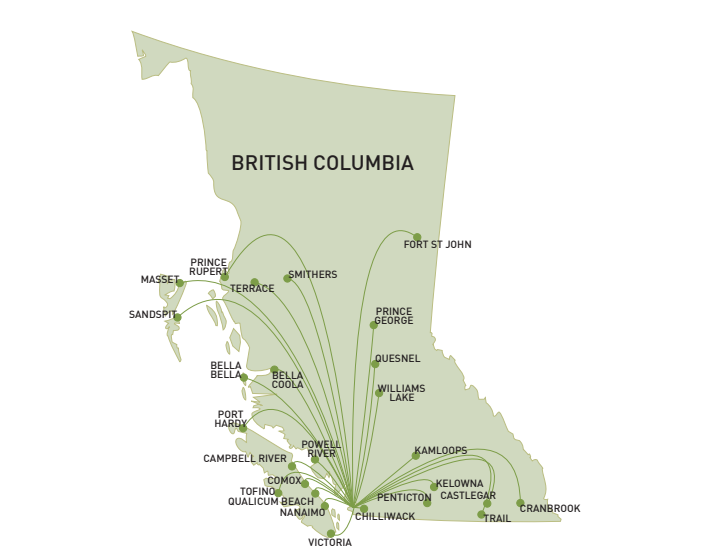 BRITISH COLUMBIA
FORT ST JOHN
PRINCE
RUPERT
SMITHERS
MASSET
TERRACE
SANDSPIT
PRINCE
GEORGE
QUESNEL
BELLA
BELLA
BELLA
COOLA
WILLIAMS
LAKE
PORT
HARDY
POWELL
RIVER
KAMLOOPS
CAMPBELL RIVER
COMOX
KELOWNA
TOFINO
CASTLEGAR
PENTICTON
QUALICUM BEACH
NANAIMO
CHILLIWACK
CRANBROOK
TRAIL
VICTORIA